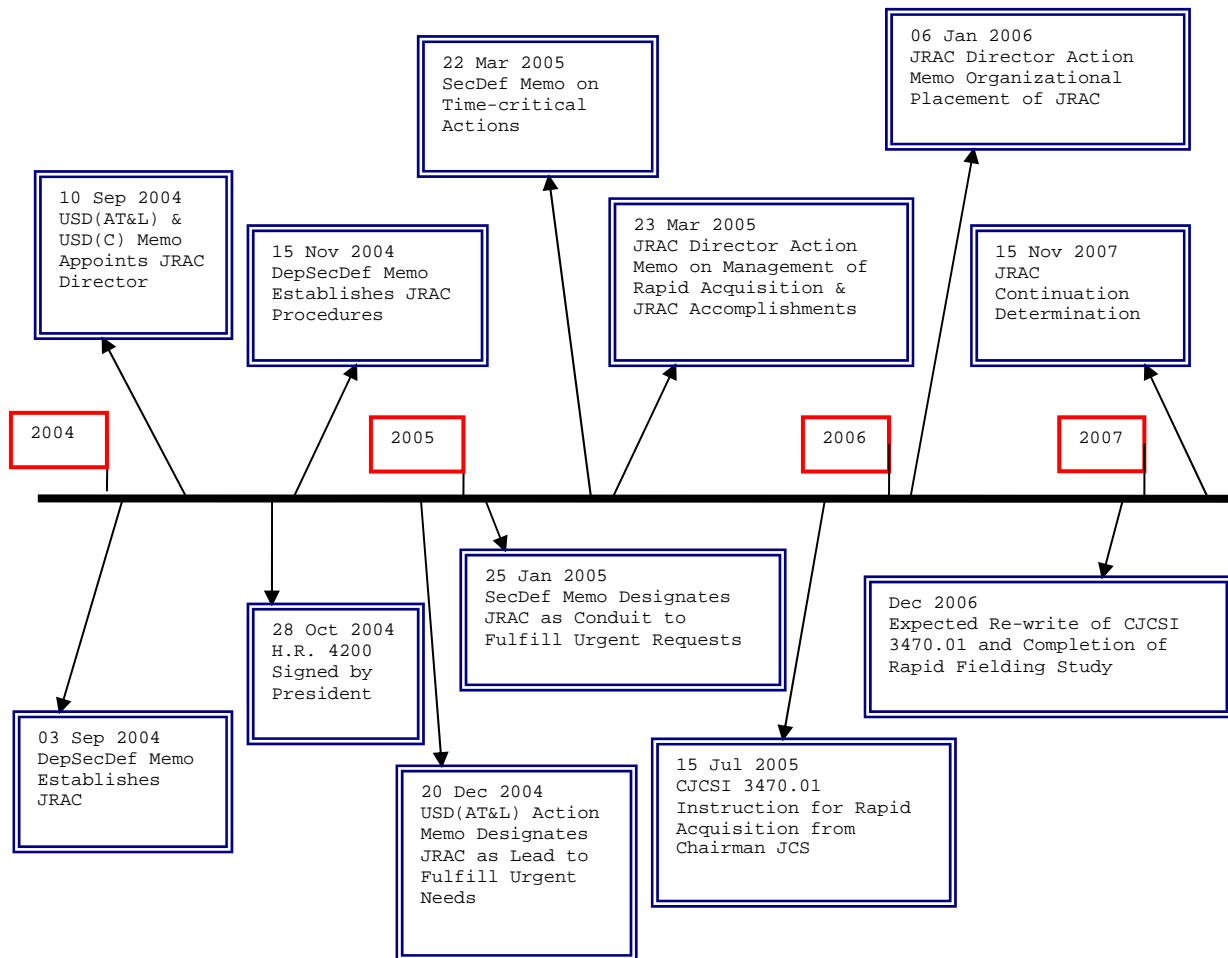 22 Mar 2005
SecDef Memo on
Time-critical
Actions
06 Jan 2006
JRAC Director Action
Memo Organizational
Placement of JRAC
10 Sep 2004
USD(AT&L) &
USD(C) Memo
Appoints JRAC
Director
15 Nov 2004
DepSecDef Memo
Establishes JRAC
Procedures
23 Mar 2005
JRAC Director Action
Memo on Management of
Rapid Acquisition &
JRAC Accomplishments
15 Nov 2007
JRAC
Continuation
Determination
2004
2005
2006
2007
03 Sep 2004
DepSecDef Memo
Establishes
JRAC
28 Oct 2004
H.R. 4200
Signed by
President
20 Dec 2004
USD(AT&L) Action
Memo Designates
JRAC as Lead to
Fulfill Urgent
Needs
25 Jan 2005
SecDef Memo Designates
JRAC as Conduit to
Fulfill Urgent Requests
15 Jul 2005
CJCSI 3470.01
Instruction for Rapid
Acquisition from
Chairman JCS
Dec 2006
Expected Re-write of CJCSI
3470.01 and Completion of
Rapid Fielding Study